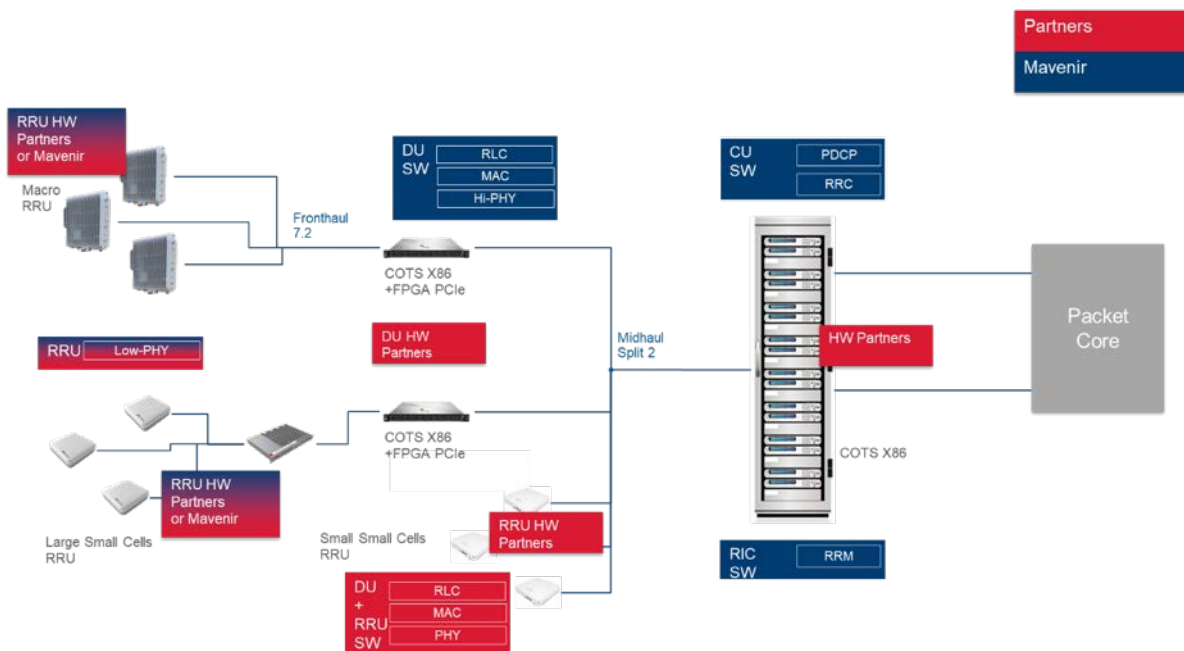 Partners
Mavenir
RRU HW
Partners
or Mavenir
Macro
RRU
Fronthaul
7.2
DU
SW
RLC
MAC
Hi-PHY
COTS X86
+FPGA PCIe
CU
SW
PDCP
RRC
RRU
Low-PHY
DU HW
Partners
Midhaul
Split 2
HW Partners
Packet
Core
COTS X86
+FPGA PCIe
COTS X86
RRU HW
Partners
or Mavenir
Large Small Cells
RRU
Small Small Cells
RRU
RRU HW
Partners
DU
+
RRU
SW
RLC
MAC
PHY
RIC
SW
RRM